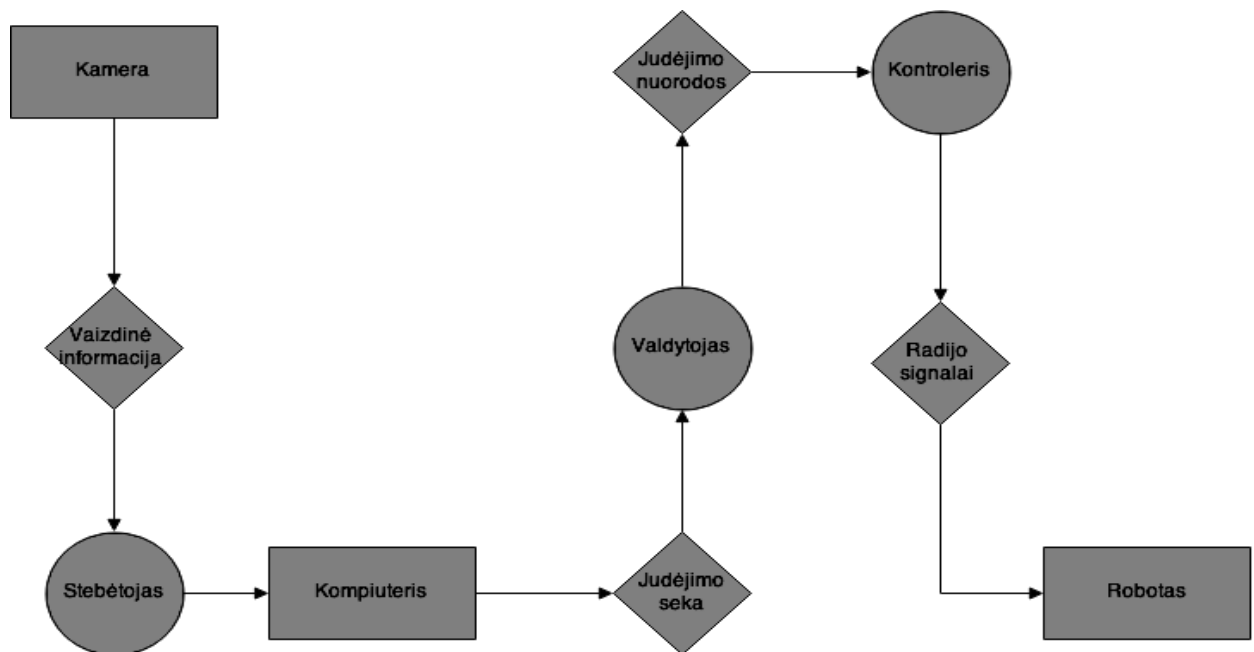 Kamera
Vaizdinė
informacija
Stebėtojas
Kompiuteris
Judėjimo
seka
Valdytojas
Judėjimo
nuorodos
Kontroleris
Radijo
signalai
Robotas